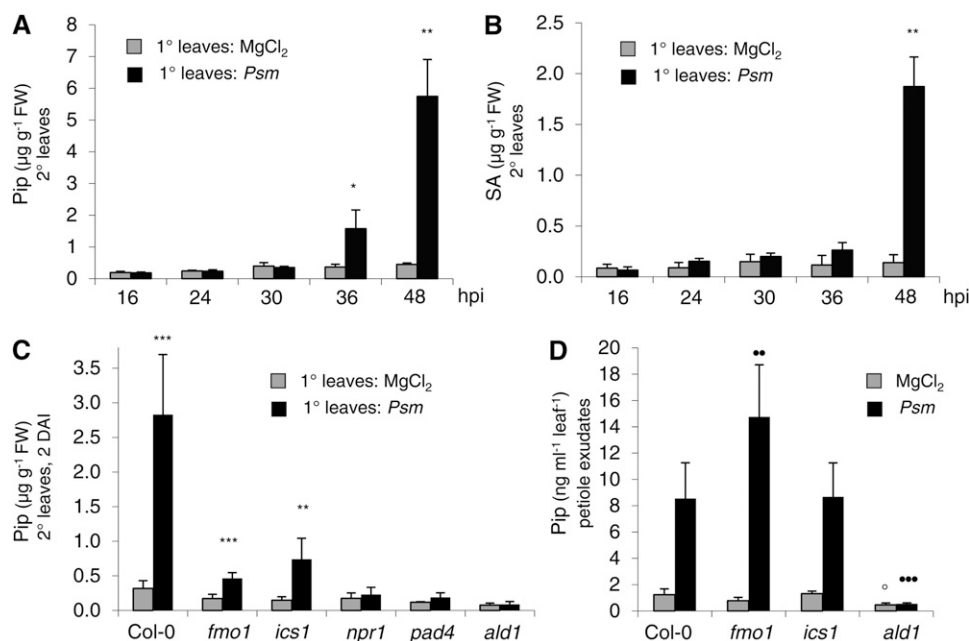 A
Pip (µg g⁻¹ FW)
2° leaves
8
7
6
5
4
3
2
1
0
1° leaves: MgCl₂
1° leaves: Psm
*
**
16 24 30 36 48 hpi
B
SA (µg g⁻¹ FW)
2° leaves
2.5
2.0
1.5
1.0
0.5
0.0
1° leaves: MgCl₂
1° leaves: Psm
**
16 24 30 36 48 hpi
C
Pip (µg g⁻¹ FW)
2° leaves, 2 DAI
3.5
3.0
2.5
2.0
1.5
1.0
0.5
0.0
1° leaves: MgCl₂
1° leaves: Psm
***
***
**
Col-0 fmo1 ics1 npr1 pad4 ald1
D
Pip (ng ml⁻¹ leaf⁻¹)
petiole exudates
20
18
16
14
12
10
8
6
4
2
0
MgCl₂
Psm
••
○
•••
Col-0 fmo1 ics1 ald1